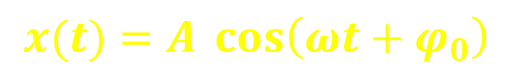 x(t) = A cos(ωt + φ₀)